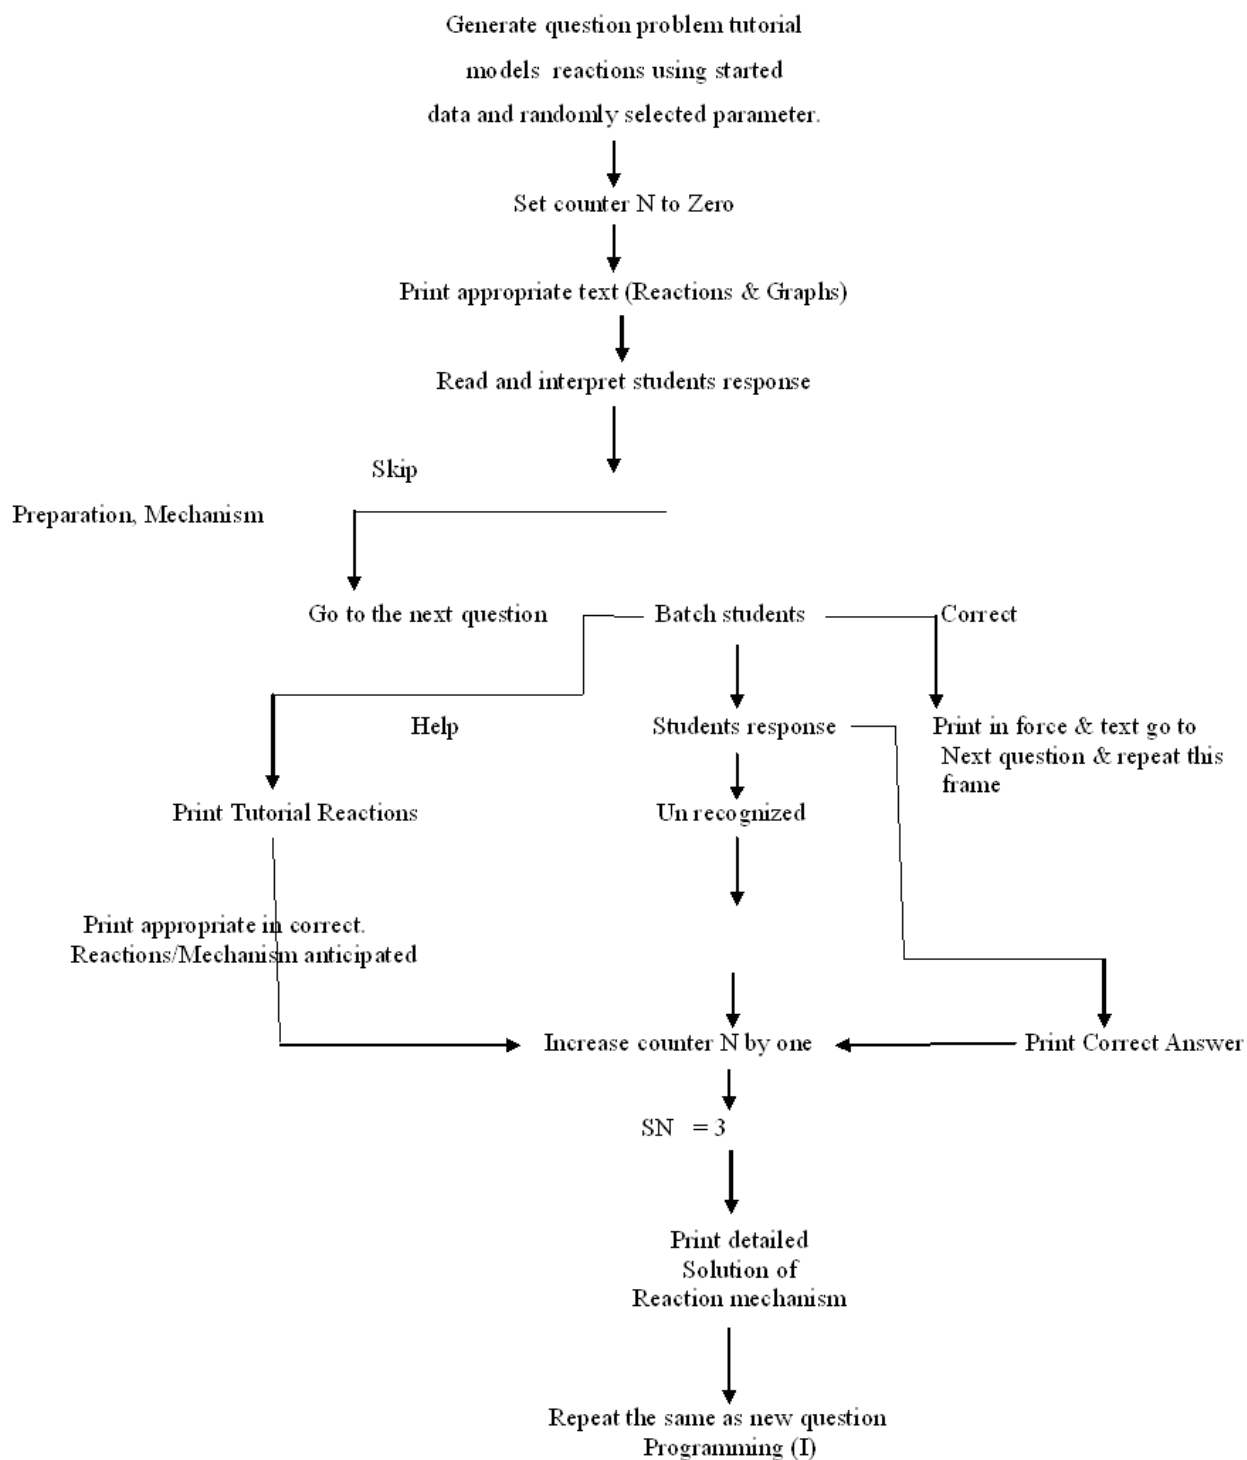 Generate question problem tutorial
models reactions using started
data and randomly selected parameter.
Set counter N to Zero
Print appropriate text (Reactions & Graphs)
Read and interpret students response
Skip
Preparation, Mechanism
Go to the next question
Batch students
Correct
Help
Students response
Print in force & text go to
Next question & repeat this
frame
Print Tutorial Reactions
Un recognized
Print appropriate in correct.
Reactions/Mechanism anticipated
Increase counter N by one
Print Correct Answer
SN = 3
Print detailed
Solution of
Reaction mechanism
Repeat the same as new question
Programming (I)